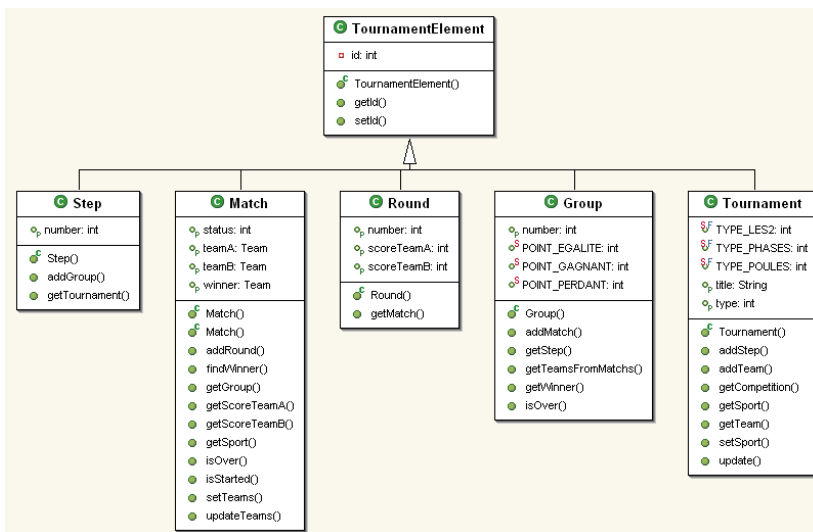 TournamentElement
id: int
TournamentElement()
getId()
setId()
Step
number: int
Step()
addGroup()
getTournament()
Match
status: int
teamA: Team
teamB: Team
winner: Team
Match()
Match()
addRound()
findWinner()
getGroup()
getScoreTeamA()
getScoreTeamB()
getSport()
isOver()
isStarted()
setTeams()
updateTeams()
Round
number: int
scoreTeamA: int
scoreTeamB: int
Round()
getMatch()
Group
number: int
POINT_EGALITE: int
POINT_GAGNANT: int
POINT_PERDANT: int
Group()
addMatch()
getStep()
getTeamsFromMatchs()
getWinner()
isOver()
Tournament
TYPE_LES2: int
TYPE_PHASES: int
TYPE_POULES: int
title: String
type: int
Tournament()
addStep()
addTeam()
getCompetition()
getSport()
getTeam()
setSport()
update()